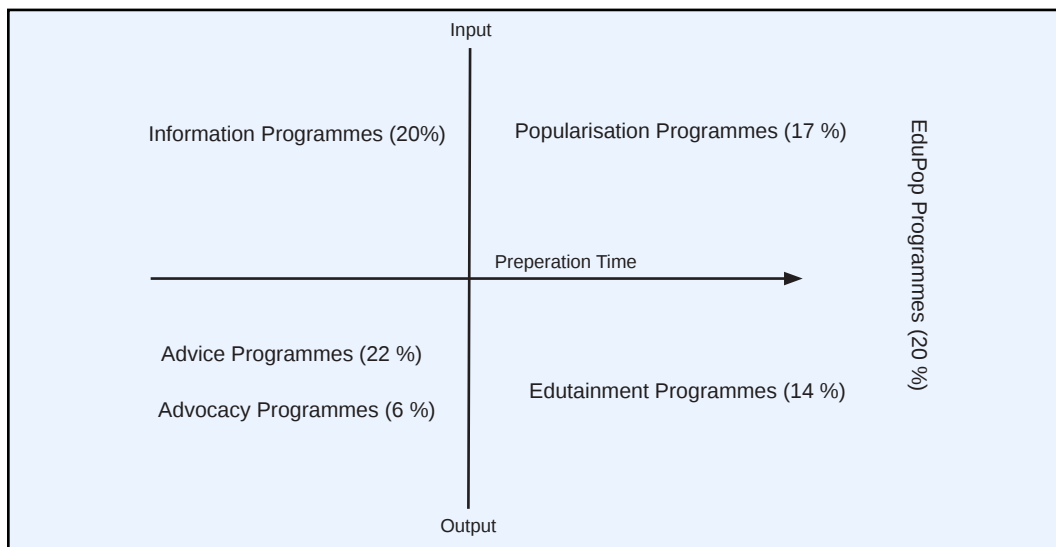 Input
Information Programmes (20%)
Popularisation Programmes (17 %)
EduPop Programmes (20 %)
Preperation Time
Advice Programmes (22 %)
Advocacy Programmes (6 %)
Edutainment Programmes (14 %)
Output